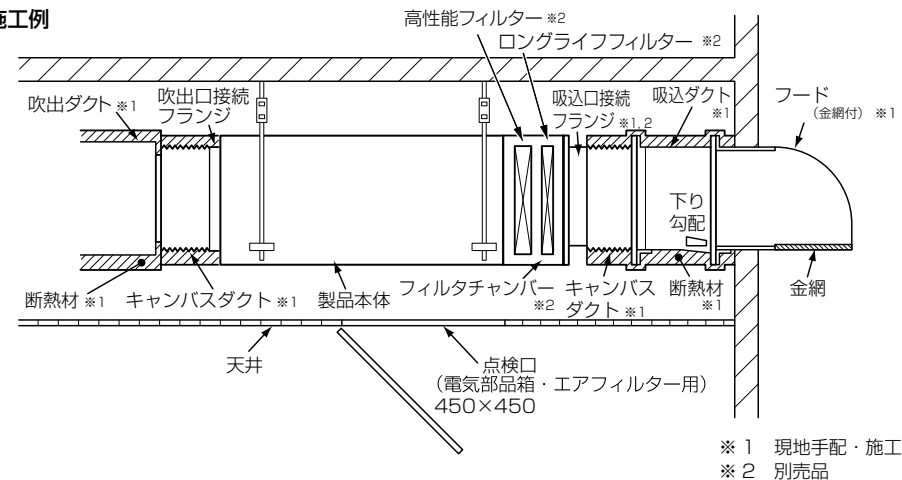 施工例
高性能フィルター ※2
ロングライフフィルター ※2
吹出ダクト ※1
吹出口接続
フランジ
吸込口接続
フランジ ※1,2
吸込ダクト
※1
フード
（金網付） ※1
下り
勾配
断熱材 ※1
キャンバスダクト ※1
製品本体
フィルタチャンバー
※2
キャンバス
ダクト ※1
断熱材
※1
金網
天井
点検口
（電気部品箱・エアフィルター用）
450×450
※1 現地手配・施工
※2 別売品